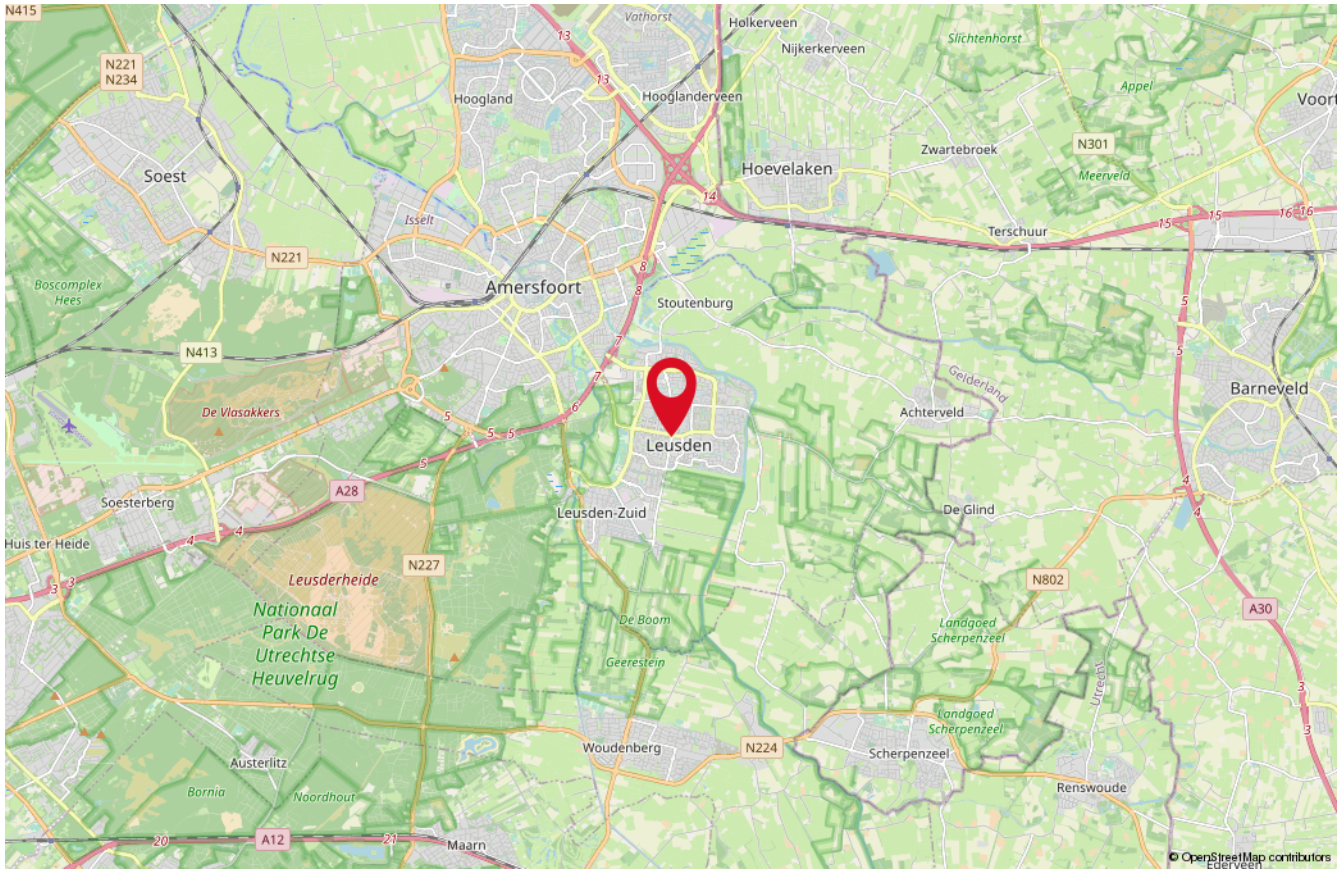 N415
Vathorst
Holkerveen
13
Nijkerkerveen
Slichtenhorst
N221
N234
13
Appel
Hoogland
Hooglanderveen
Voort
N301
Zwartebroek
Soest
Hoevelaken
Meerveld
14
Isselt
15
15
16
16
Terschuur
N221
8
Boscomplex
Hees
Amersfoort
8
Stoutenburg
5
N413
7
5
7
Gelderland
Barneveld
De Vlasakkers
6
Achterveld
5
5
5
Leusden
5
A28
4
Soesterberg
Leusden-Zuid
De Glind
4
4
4
Huis ter Heide
N227
Leusderheide
N802
3
3
Nationaal
Park De
Utrechtse
Heuvelrug
A30
De Boom
Landgoed
Scherpenzeel
Geerestein
Utrecht
3
Landgoed
Scherpenzeel
3
Woudenberg
N224
Scherpenzeel
Austerlitz
Renswoude
Bornia
Noordhout
20
A12
21
Maarn
© OpenStreetMap contributors
Ederveen